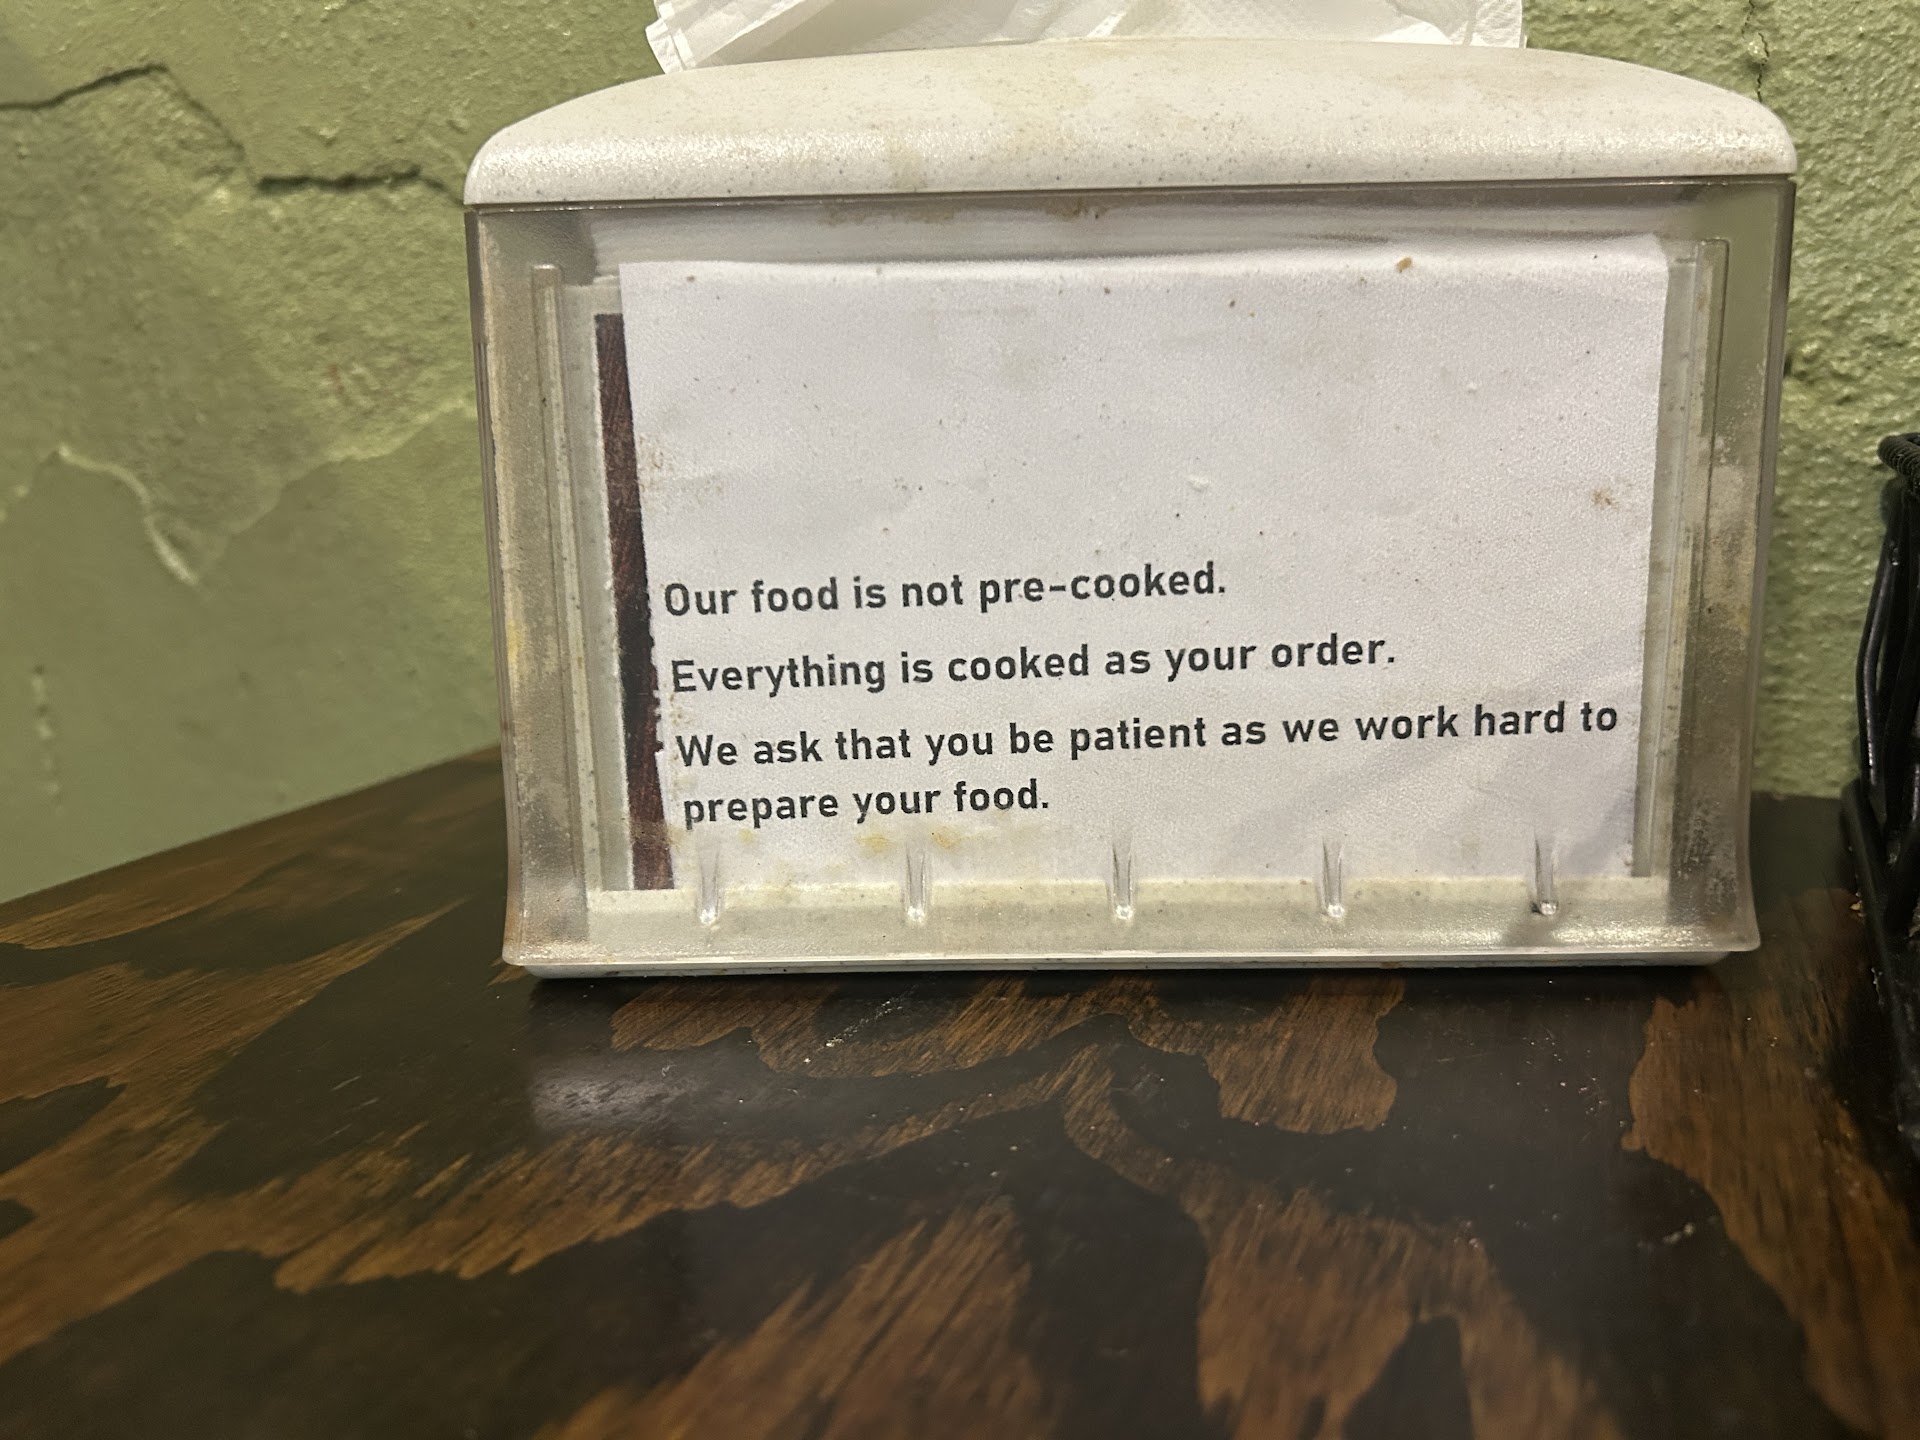 Our food is not pre-cooked.
Everything is cooked as your order.
We ask that you be patient as we work hard to
prepare your food.